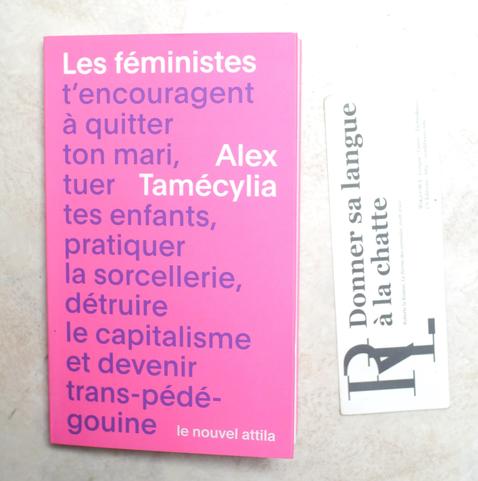 Les féministes
t'encouragent
à quitter
ton mari,
Alex
tuer
Tamécylia
tes enfants,
pratiquer
la sorcellerie,
détruire
le capitalisme
et devenir
trans-pédé-
gouine
le nouvel attila
Donner sa langue
à la chatte